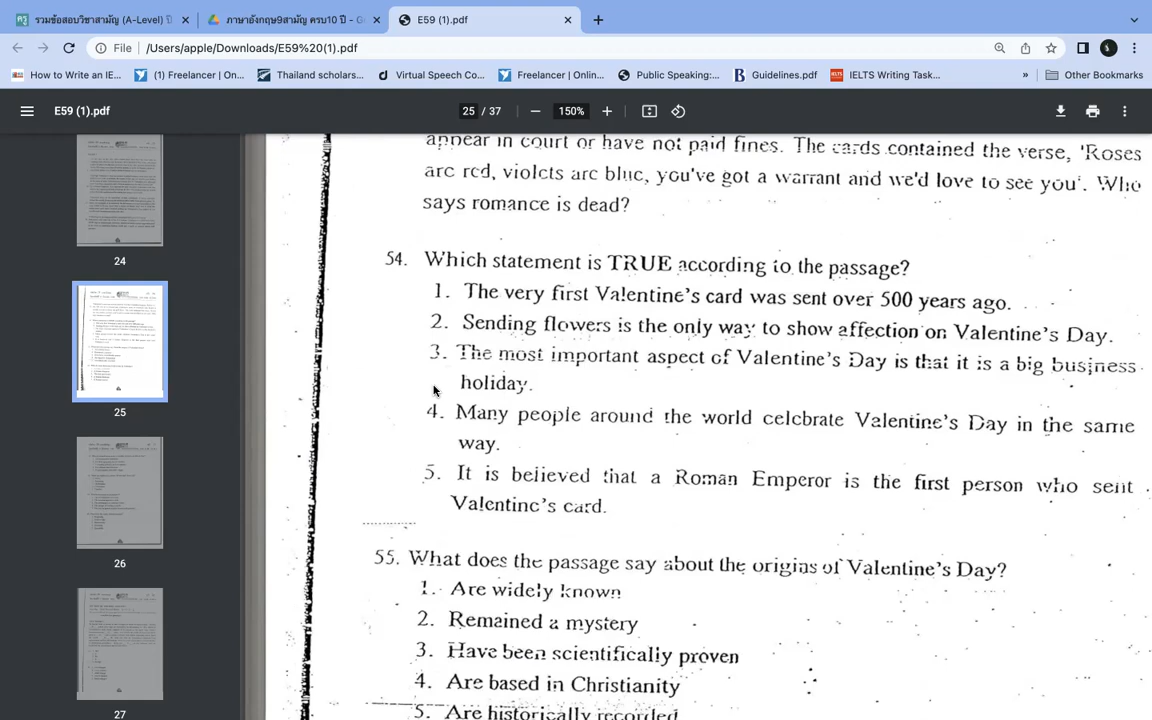 รวมข้อสอบวิชาสามัญ (A-Level) ปี
ภาษาอังกฤษ9สามัญ ครบ10 ปี - G
E59 (1).pdf
File
/Users/apple/Downloads/E59%20(1).pdf
How to Write an IE...
(1) Freelancer | On...
Thailand scholars...
Virtual Speech Co...
Freelancer | Onlin...
Public Speaking:...
Guidelines.pdf
IELTS Writing Task...
»
Other Bookmarks
E59 (1).pdf
25 / 37
150%
24
25
26
27
appear in court or have not paid fines. The cards contained the verse, 'Roses
are red, violets are blue, you've got a warrant and we'd love to see you'. Who
says romance is dead?
54. Which statement is TRUE according to the passage?
1. The very first Valentine's card was sent over 500 years ago.
2. Sending flowers is the only way to show affection on Valentine's Day.
3. The most important aspect of Valentine's Day is that it is a big business
holiday.
4. Many people around the world celebrate Valentine's Day in the same
way.
5. It is believed that a Roman Emperor is the first person who sent
Valentine's card.
55. What does the passage say about the origins of Valentine's Day?
1. Are widely known
2. Remained a mystery
3. Have been scientifically proven
4. Are based in Christianity
5. Are historically recorded